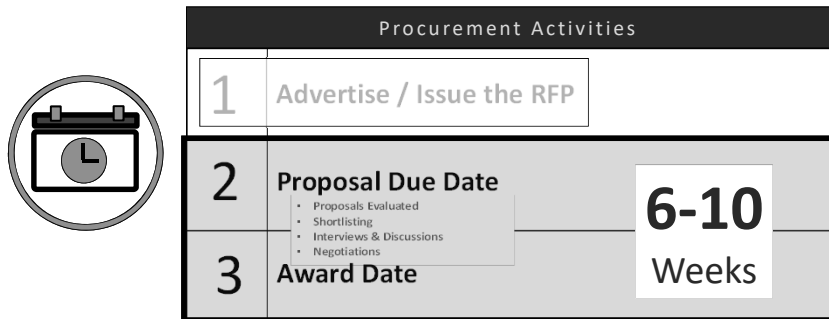 Procurement Activities
1 Advertise / Issue the RFP
2 Proposal Due Date
▪ Proposals Evaluated
▪ Shortlisting
▪ Interviews & Discussions
▪ Negotiations
6-10
Weeks
3 Award Date